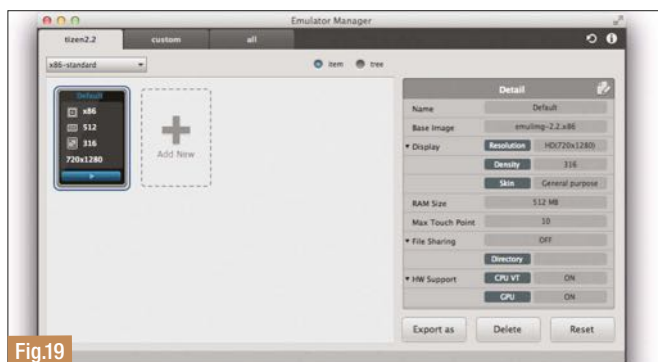 Emulator Manager
tizen2.2 custom all
x86-standard item tree
Default
x86
512
316
720x1280
Add New
Detail
Name Default
Base Image emulimg-2.2.x86
Display Resolution HD(720x1280)
Density 316
Skin General purpose
RAM Size 512 MB
Max Touch Point 10
File Sharing OFF
Directory
HW Support CPU VT ON
GPU ON
Export as Delete Reset
Fig.19